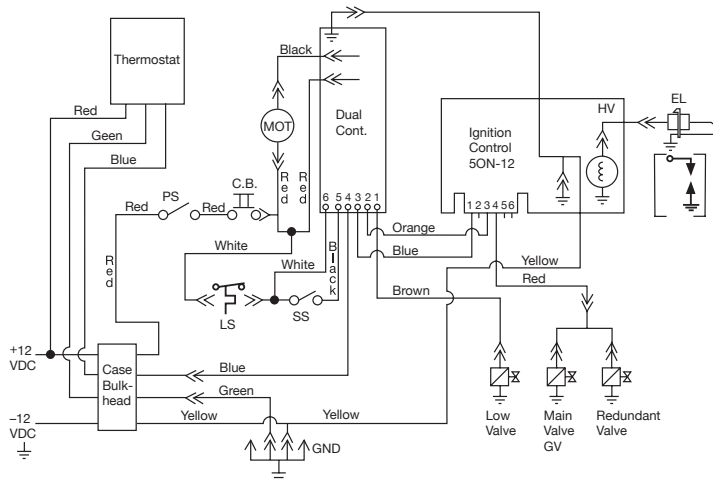 Black
Thermostat
HV
EL
Red
Dual
Cont.
Ignition
Control
5ON-12
MOT
Geen
Blue
Red
Red
PS
C.B.
Red
Red
6 5 4 3 2 1
1 2 3 4 5 6
Orange
White
Blue
White
Black
Yellow
Red
Red
Brown
LS
SS
+12
VDC
Case
Bulk-
head
Blue
Green
Yellow
Yellow
–12
VDC
GND
Low
Valve
Main
Valve
GV
Redundant
Valve